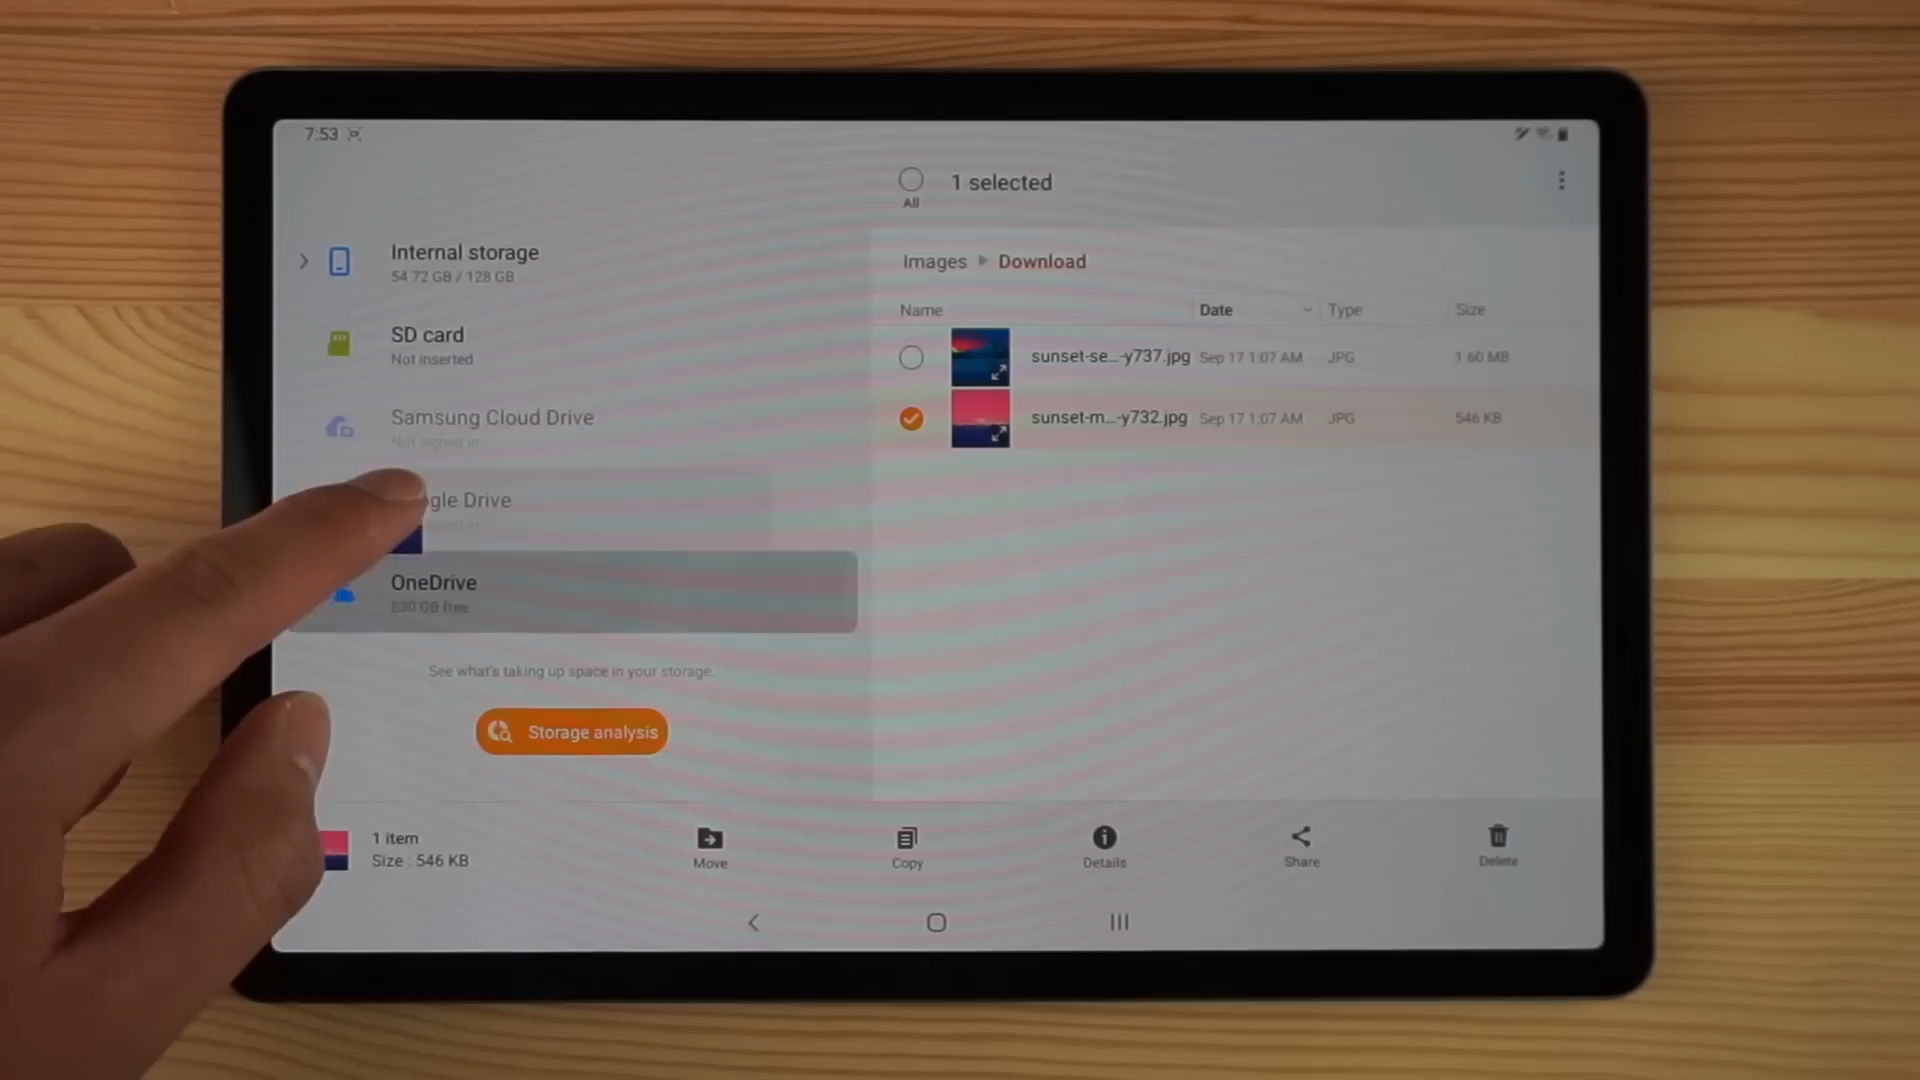 7:53
1 selected
All
Internal storage
54.72 GB / 128 GB
SD card
Not inserted
Samsung Cloud Drive
Not signed in
gle Drive
OneDrive
830 GB free
See what's taking up space in your storage.
Storage analysis
Images ▶ Download
Name Date Type Size
sunset-se...-y737.jpg Sep 17 1:07 AM JPG 1.60 MB
sunset-m...-y732.jpg Sep 17 1:07 AM JPG 546 KB
1 item
Size : 546 KB
Move
Copy
Details
Share
Delete